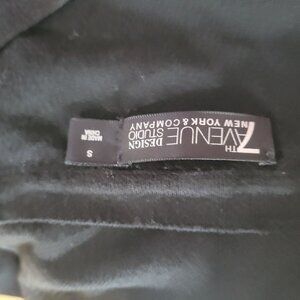 7TH
AVENUE
DESIGN
STUDIO
NEW YORK & COMPANY
S
MADE IN
CHINA